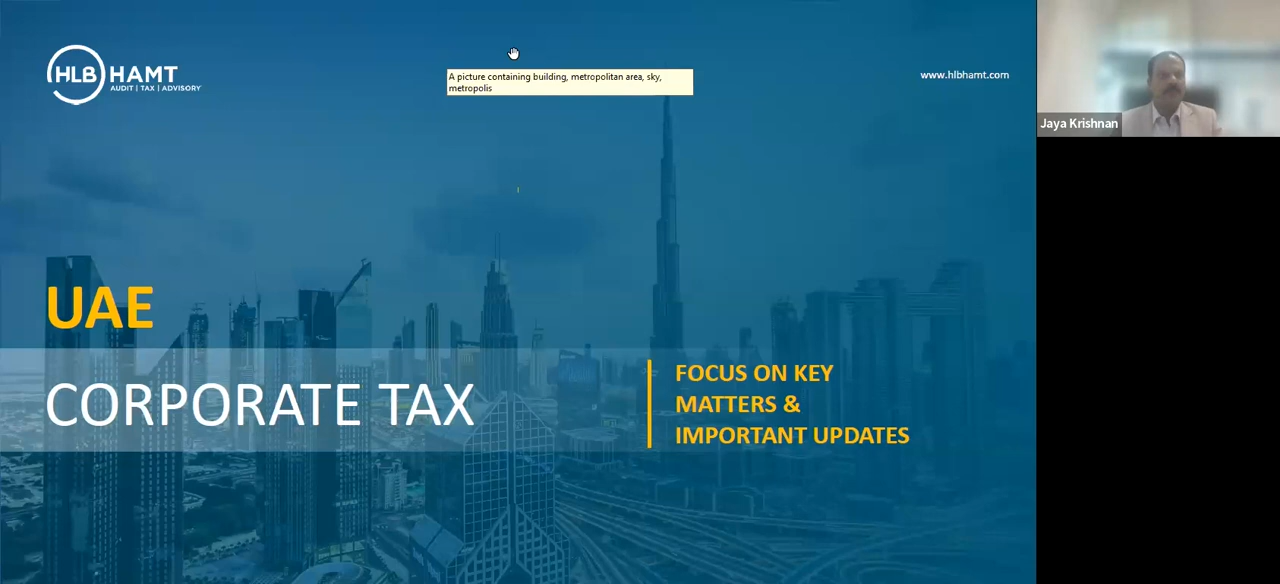 HLB HAMT
AUDIT | TAX | ADVISORY
A picture containing building, metropolitan area, sky,
metropolis
www.hlbhamt.com
Jaya Krishnan
UAE
CORPORATE TAX
FOCUS ON KEY
MATTERS &
IMPORTANT UPDATES